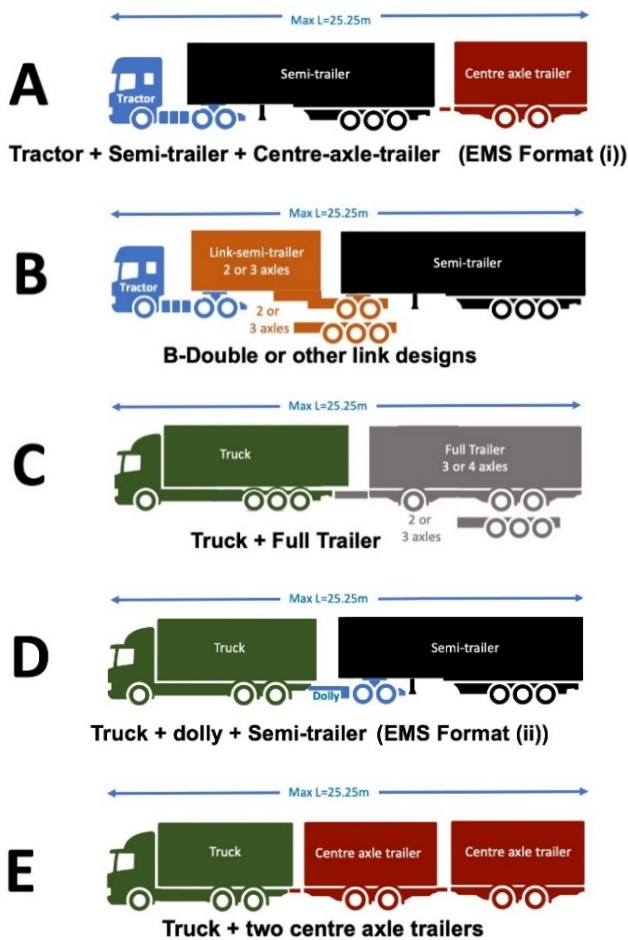 Max L=25.25m
A
Semi-trailer
Centre axle trailer
Tractor
Tractor + Semi-trailer + Centre-axle-trailer (EMS Format (i))
Max L=25.25m
B
Link-semi-trailer
2 or 3 axles
Semi-trailer
Tractor
2 or
3 axles
B-Double or other link designs
Max L=25.25m
C
Truck
Full Trailer
3 or 4 axles
2 or
3 axles
Truck + Full Trailer
Max L=25.25m
D
Truck
Semi-trailer
Dolly
Truck + dolly + Semi-trailer (EMS Format (ii))
Max L=25.25m
E
Truck
Centre axle trailer
Centre axle trailer
Truck + two centre axle trailers